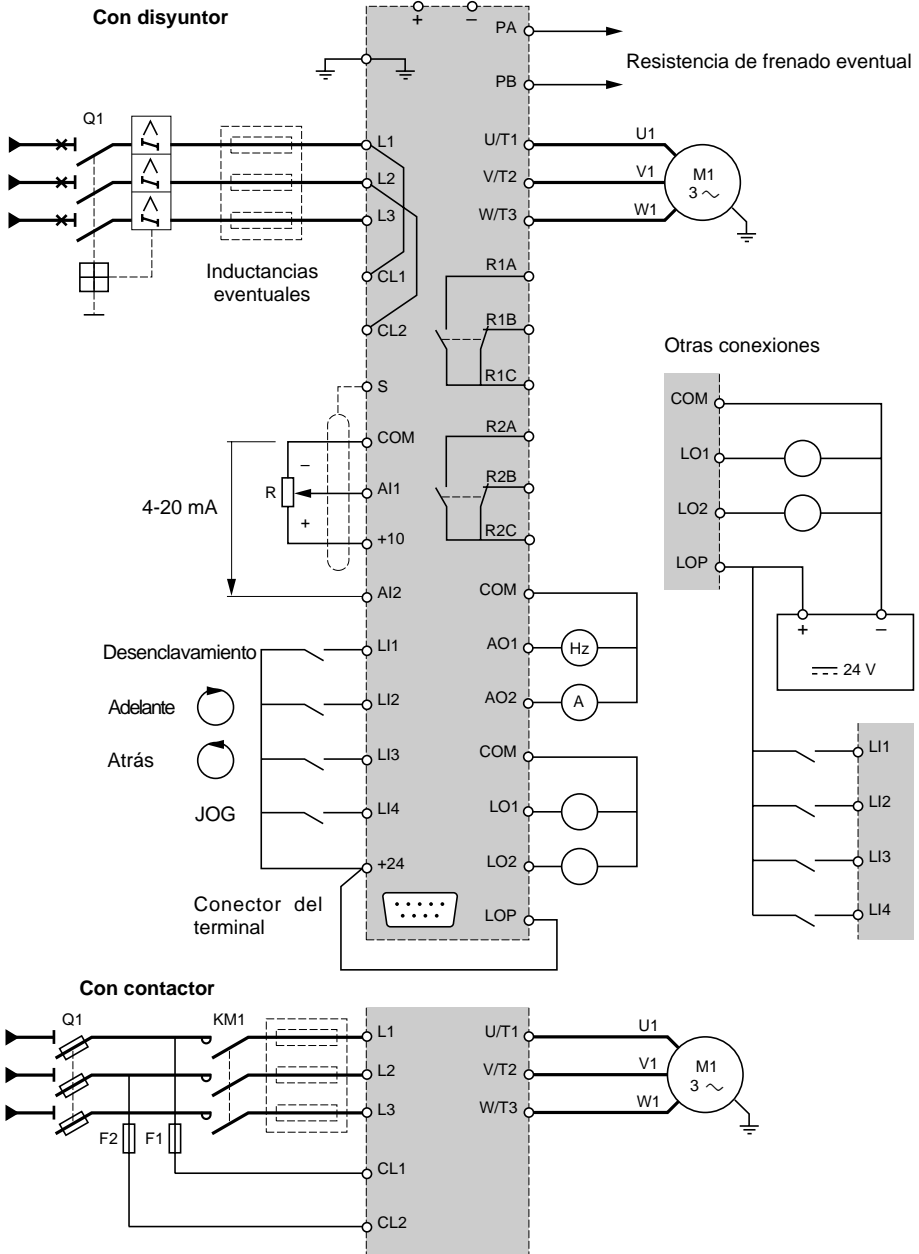 Con disyuntor
+
–
PA
Resistencia de frenado eventual
PB
Q1
L1
U/T1
U1
L2
V/T2
V1
M1
3 ~
L3
W/T3
W1
Inductancias
eventuales
CL1
R1A
CL2
R1B
Otras conexiones
S
R1C
COM
COM
R2A
LO1
–
R
AI1
R2B
4-20 mA
+
LO2
+10
R2C
LOP
AI2
COM
+
–
24 V
Desenclavamiento
LI1
AO1
Hz
Adelante
LI2
AO2
A
Atrás
LI3
COM
LI1
JOG
LI4
LO1
LI2
+24
LO2
LI3
Conector del
terminal
LOP
LI4
Con contactor
Q1
KM1
L1
U/T1
U1
L2
V/T2
V1
M1
3 ~
L3
W/T3
W1
F2
F1
CL1
CL2